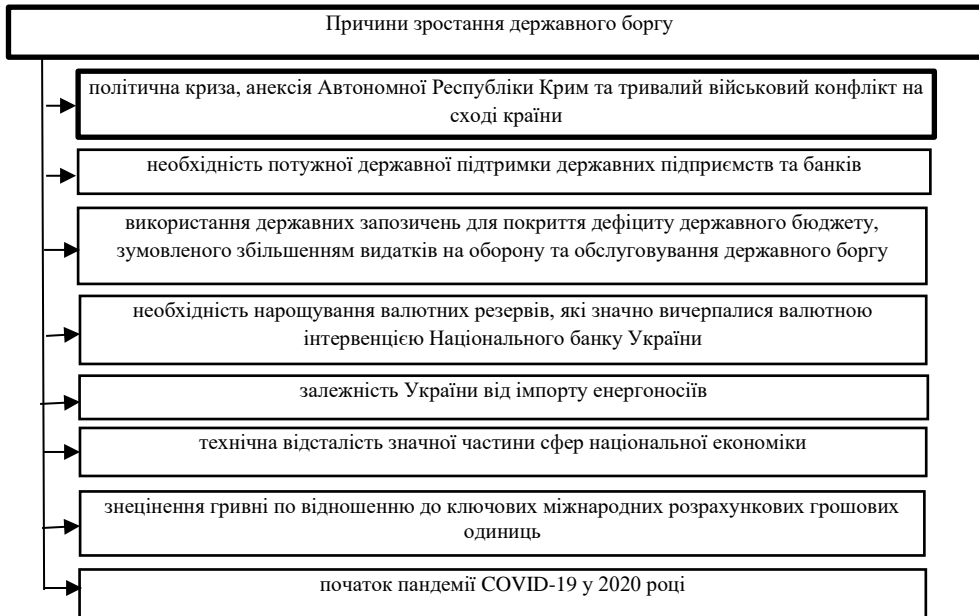 Причини зростання державного боргу
політична криза, анексія Автономної Республіки Крим та тривалий військовий конфлікт на
сході країни
необхідність потужної державної підтримки державних підприємств та банків
використання державних запозичень для покриття дефіциту державного бюджету,
зумовленого збільшенням видатків на оборону та обслуговування державного боргу
необхідність нарощування валютних резервів, які значно вичерпалися валютною
інтервенцією Національного банку України
залежність України від імпорту енергоносіїв
технічна відсталість значної частини сфер національної економіки
знецінення гривні по відношенню до ключових міжнародних розрахункових грошових
одиниць
початок пандемії COVID-19 у 2020 році